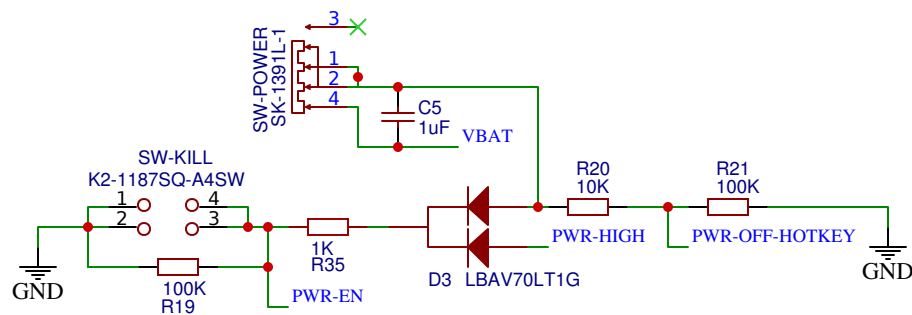 3
SW-POWER
SK-1391L-1
1
2
4
C5
1uF
VBAT
SW-KILL
K2-1187SQ-A4SW
1
4
2
3
R20
10K
R21
100K
1K
R35
PWR-HIGH
PWR-OFF-HOTKEY
GND
GND
D3 LBAV70LT1G
100K
R19
PWR-EN